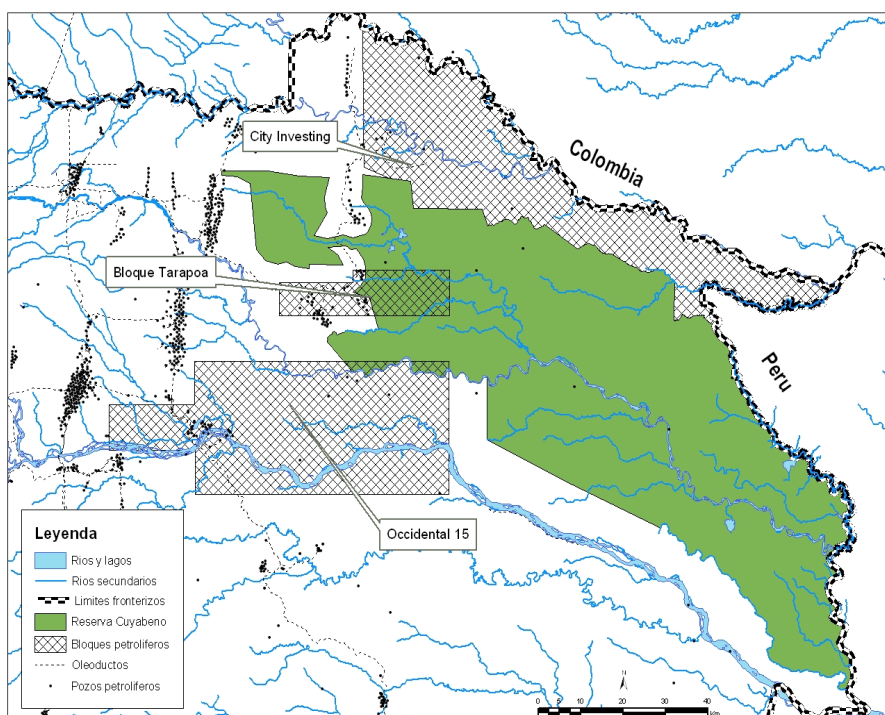 City Investing
Colombia
Bloque Tarapoa
Peru
Occidental 15
Leyenda
Rios y lagos
Rios secundarios
Limites fronterizos
Reserva Cuyabeno
Bloques petroliferos
Oleoductos
Pozos petroliferos
N
0 5 10 20 30 40